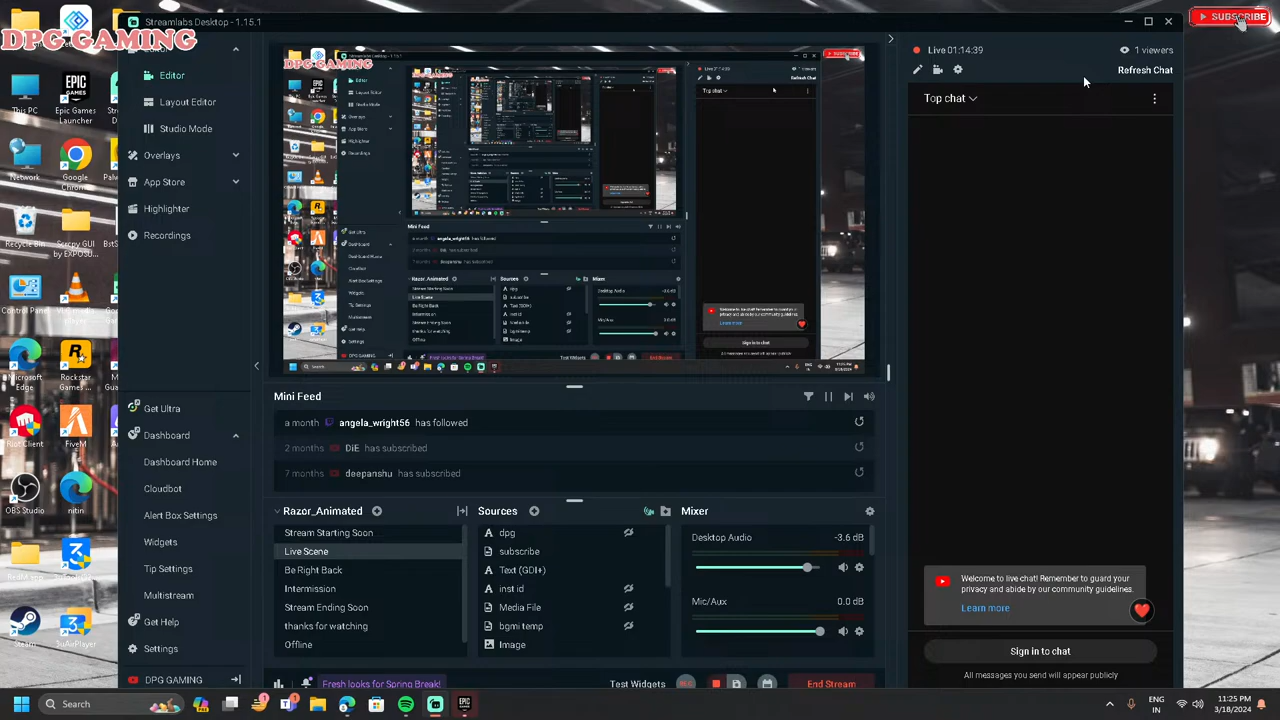 Streamlabs Desktop - 1.15.1
SUBSCRIBE
DPG GAMING
Editor
Layout Editor
Studio Mode
Overlays
App Store
Highlighter
Recordings
Live 01:14:39
1 viewers
Refresh Chat
Top chat
This PC
Epic Games
Launcher
Network
Google
Recycle Bin
Scrcpy GUI
Control Panel
Microsoft
Edge
Rockstar
Games ...
Riot Client
FiveM
OBS Studio
nitin
Steam
3uAirPlayer
Get Ultra
Dashboard
Dashboard Home
Cloudbot
Alert Box Settings
Widgets
Tip Settings
Multistream
Get Help
Settings
DPG GAMING
Mini Feed
a month angela_wright56 has followed
2 months DiE has subscribed
7 months deepanshu has subscribed
Razor_Animated
Stream Starting Soon
Live Scene
Be Right Back
Intermission
Stream Ending Soon
thanks for watching
Offline
Sources
dpg
subscribe
Text (GDI+)
inst id
Media File
bgmi temp
Image
Mixer
Desktop Audio -3.6 dB
Mic/Aux 0.0 dB
Welcome to live chat! Remember to guard your
privacy and abide by our community guidelines.
Learn more
Sign in to chat
All messages you send will appear publicly
Fresh looks for Spring Break!
Test Widgets
REC
End Stream
Search
ENG
IN
11:25 PM
3/18/2024